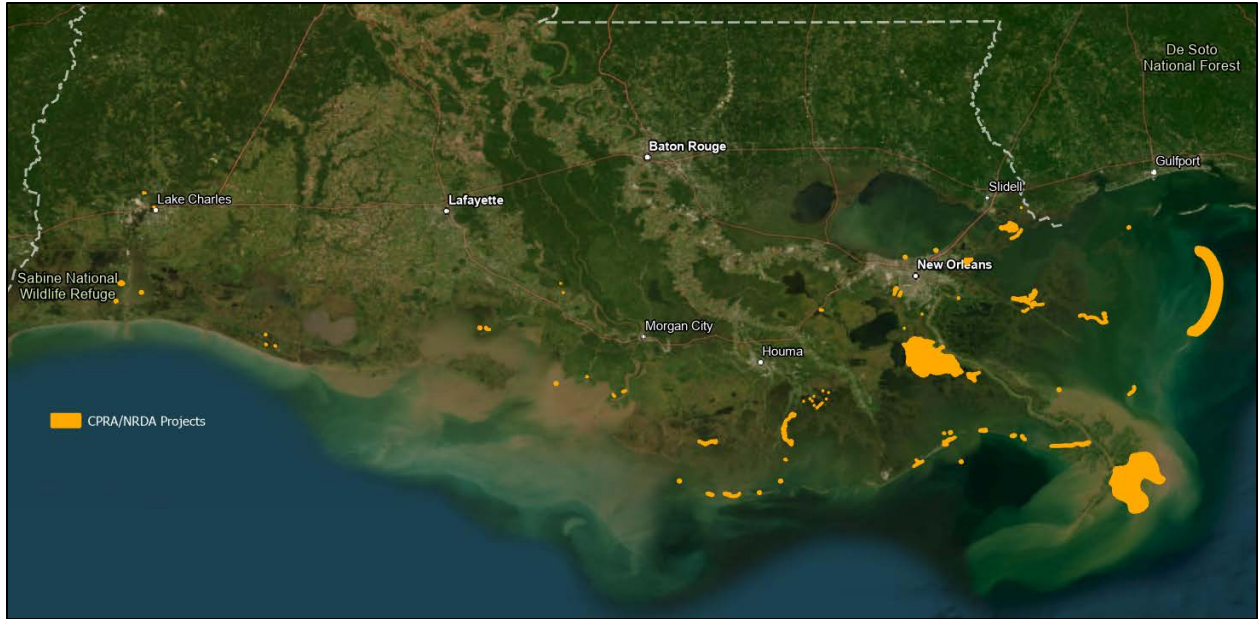 De Soto
National Forest
Baton Rouge
Gulfport
Slidell
Lake Charles
Lafayette
New Orleans
Sabine National
Wildlife Refuge
Morgan City
Houma
CPRA/NRDA Projects